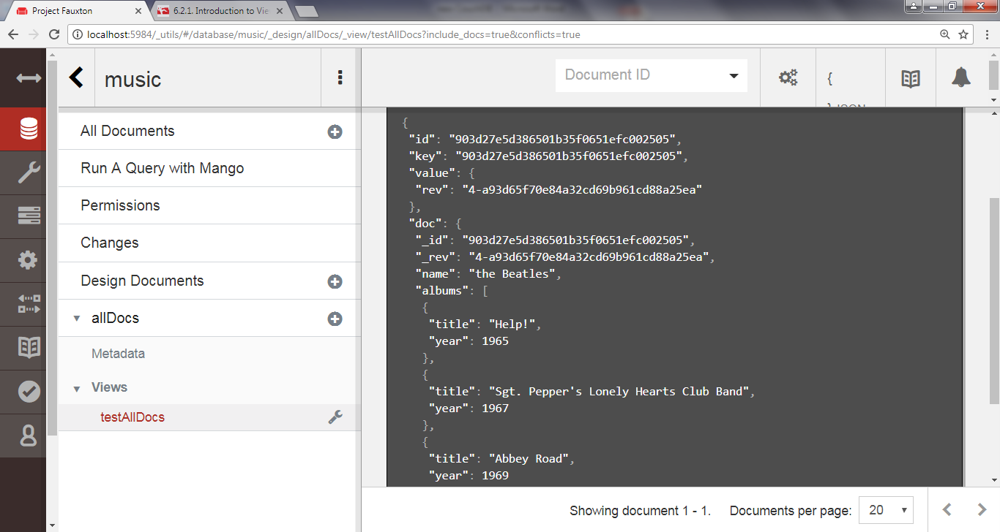 Project Fauxton
6.2.1. Introduction to Vie
localhost:5984/_utils/#/database/music/_design/allDocs/_view/testAllDocs?include_docs=true&conflicts=true
music
Document ID
{
} JSON
All Documents
Run A Query with Mango
Permissions
Changes
Design Documents
allDocs
Metadata
Views
testAllDocs
{
"id": "903d27e5d386501b35f0651efc002505",
"key": "903d27e5d386501b35f0651efc002505",
"value": {
"rev": "4-a93d65f70e84a32cd69b961cd88a25ea"
},
"doc": {
"_id": "903d27e5d386501b35f0651efc002505",
"_rev": "4-a93d65f70e84a32cd69b961cd88a25ea",
"name": "the Beatles",
"albums": [
{
"title": "Help!",
"year": 1965
},
{
"title": "Sgt. Pepper's Lonely Hearts Club Band",
"year": 1967
},
{
"title": "Abbey Road",
"year": 1969
Showing document 1 - 1. Documents per page: 20